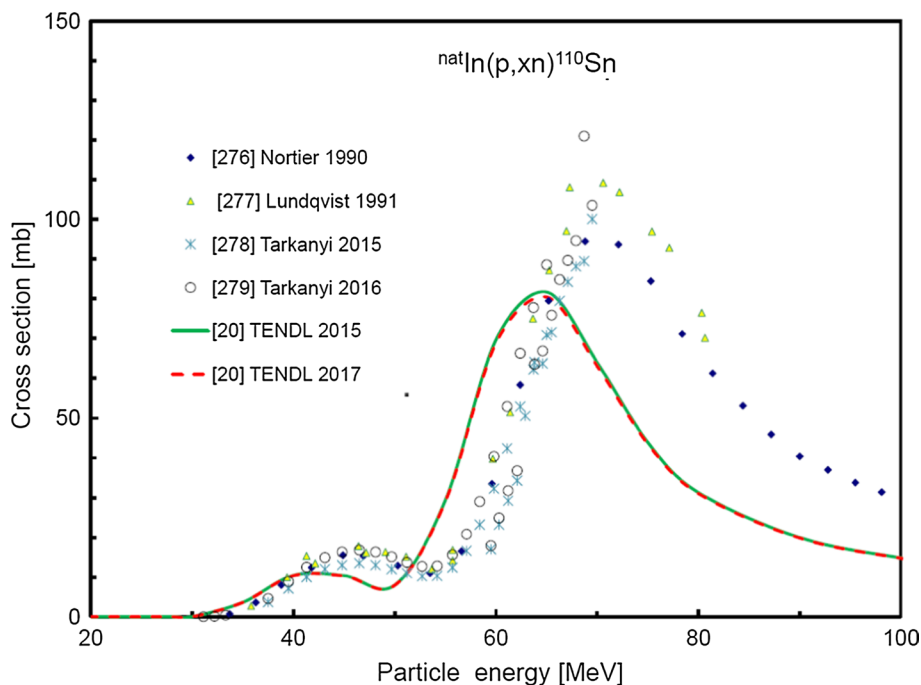 150
natIn(p,xn)110Sn
[276] Nortier 1990
[277] Lundqvist 1991
100
[278] Tarkanyi 2015
[279] Tarkanyi 2016
[20] TENDL 2015
[20] TENDL 2017
50
0
Cross section [mb]
20
40
60
80
100
Particle energy [MeV]